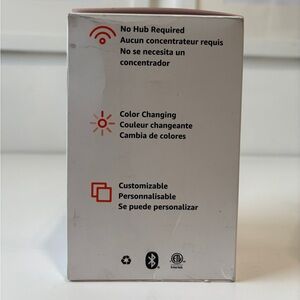 No Hub Required
Aucun concentrateur requis
No se necesita un
concentrador
Color Changing
Couleur changeante
Cambia de colores
Customizable
Personnalisable
Se puede personalizar